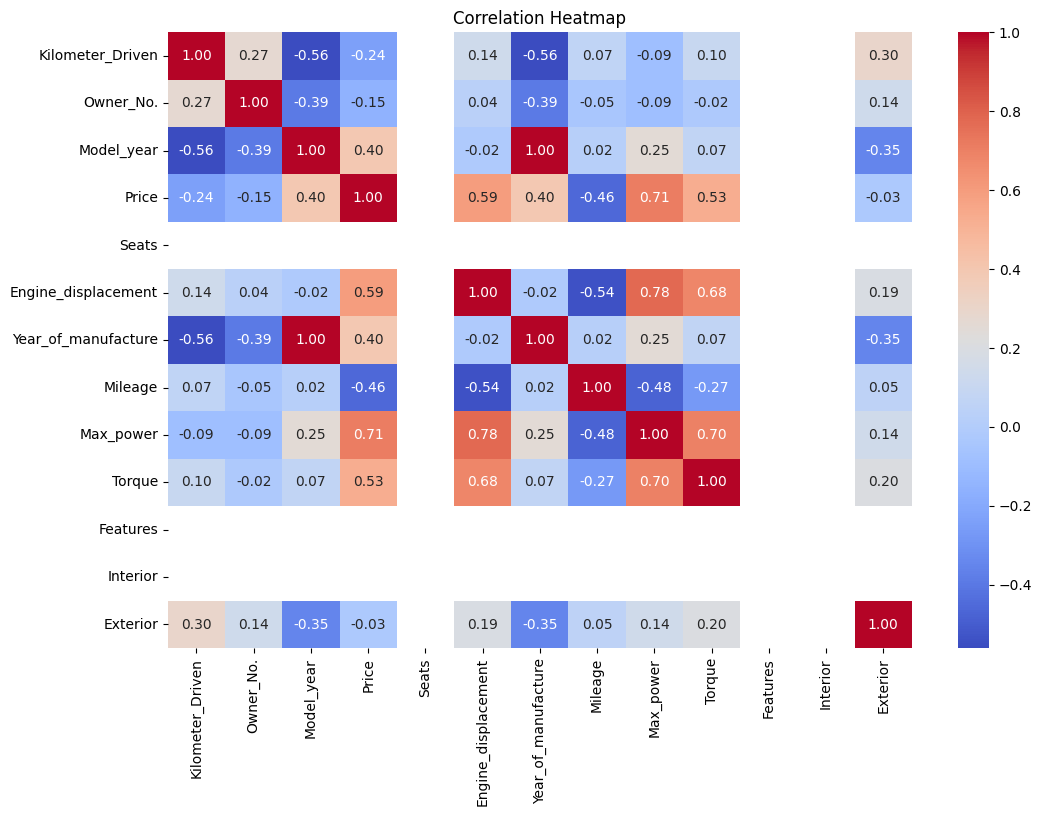 Correlation Heatmap
Kilometer_Driven 1.00 0.27 -0.56 -0.24 0.14 -0.56 0.07 -0.09 0.10 0.30
Owner_No. 0.27 1.00 -0.39 -0.15 0.04 -0.39 -0.05 -0.09 -0.02 0.14
Model_year -0.56 -0.39 1.00 0.40 -0.02 1.00 0.02 0.25 0.07 -0.35
Price -0.24 -0.15 0.40 1.00 0.59 0.40 -0.46 0.71 0.53 -0.03
Seats
Engine_displacement 0.14 0.04 -0.02 0.59 1.00 -0.02 -0.54 0.78 0.68 0.19
Year_of_manufacture -0.56 -0.39 1.00 0.40 -0.02 1.00 0.02 0.25 0.07 -0.35
Mileage 0.07 -0.05 0.02 -0.46 -0.54 0.02 1.00 -0.48 -0.27 0.05
Max_power -0.09 -0.09 0.25 0.71 0.78 0.25 -0.48 1.00 0.70 0.14
Torque 0.10 -0.02 0.07 0.53 0.68 0.07 -0.27 0.70 1.00 0.20
Features
Interior
Exterior 0.30 0.14 -0.35 -0.03 0.19 -0.35 0.05 0.14 0.20 1.00
Kilometer_Driven
Owner_No.
Model_year
Price
Seats
Engine_displacement
Year_of_manufacture
Mileage
Max_power
Torque
Features
Interior
Exterior
1.0
0.8
0.6
0.4
0.2
0.0
−0.2
−0.4